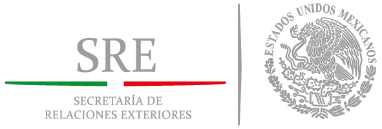 SRE
SECRETARÍA DE
RELACIONES EXTERIORES
ESTADOS UNIDOS MEXICANOS